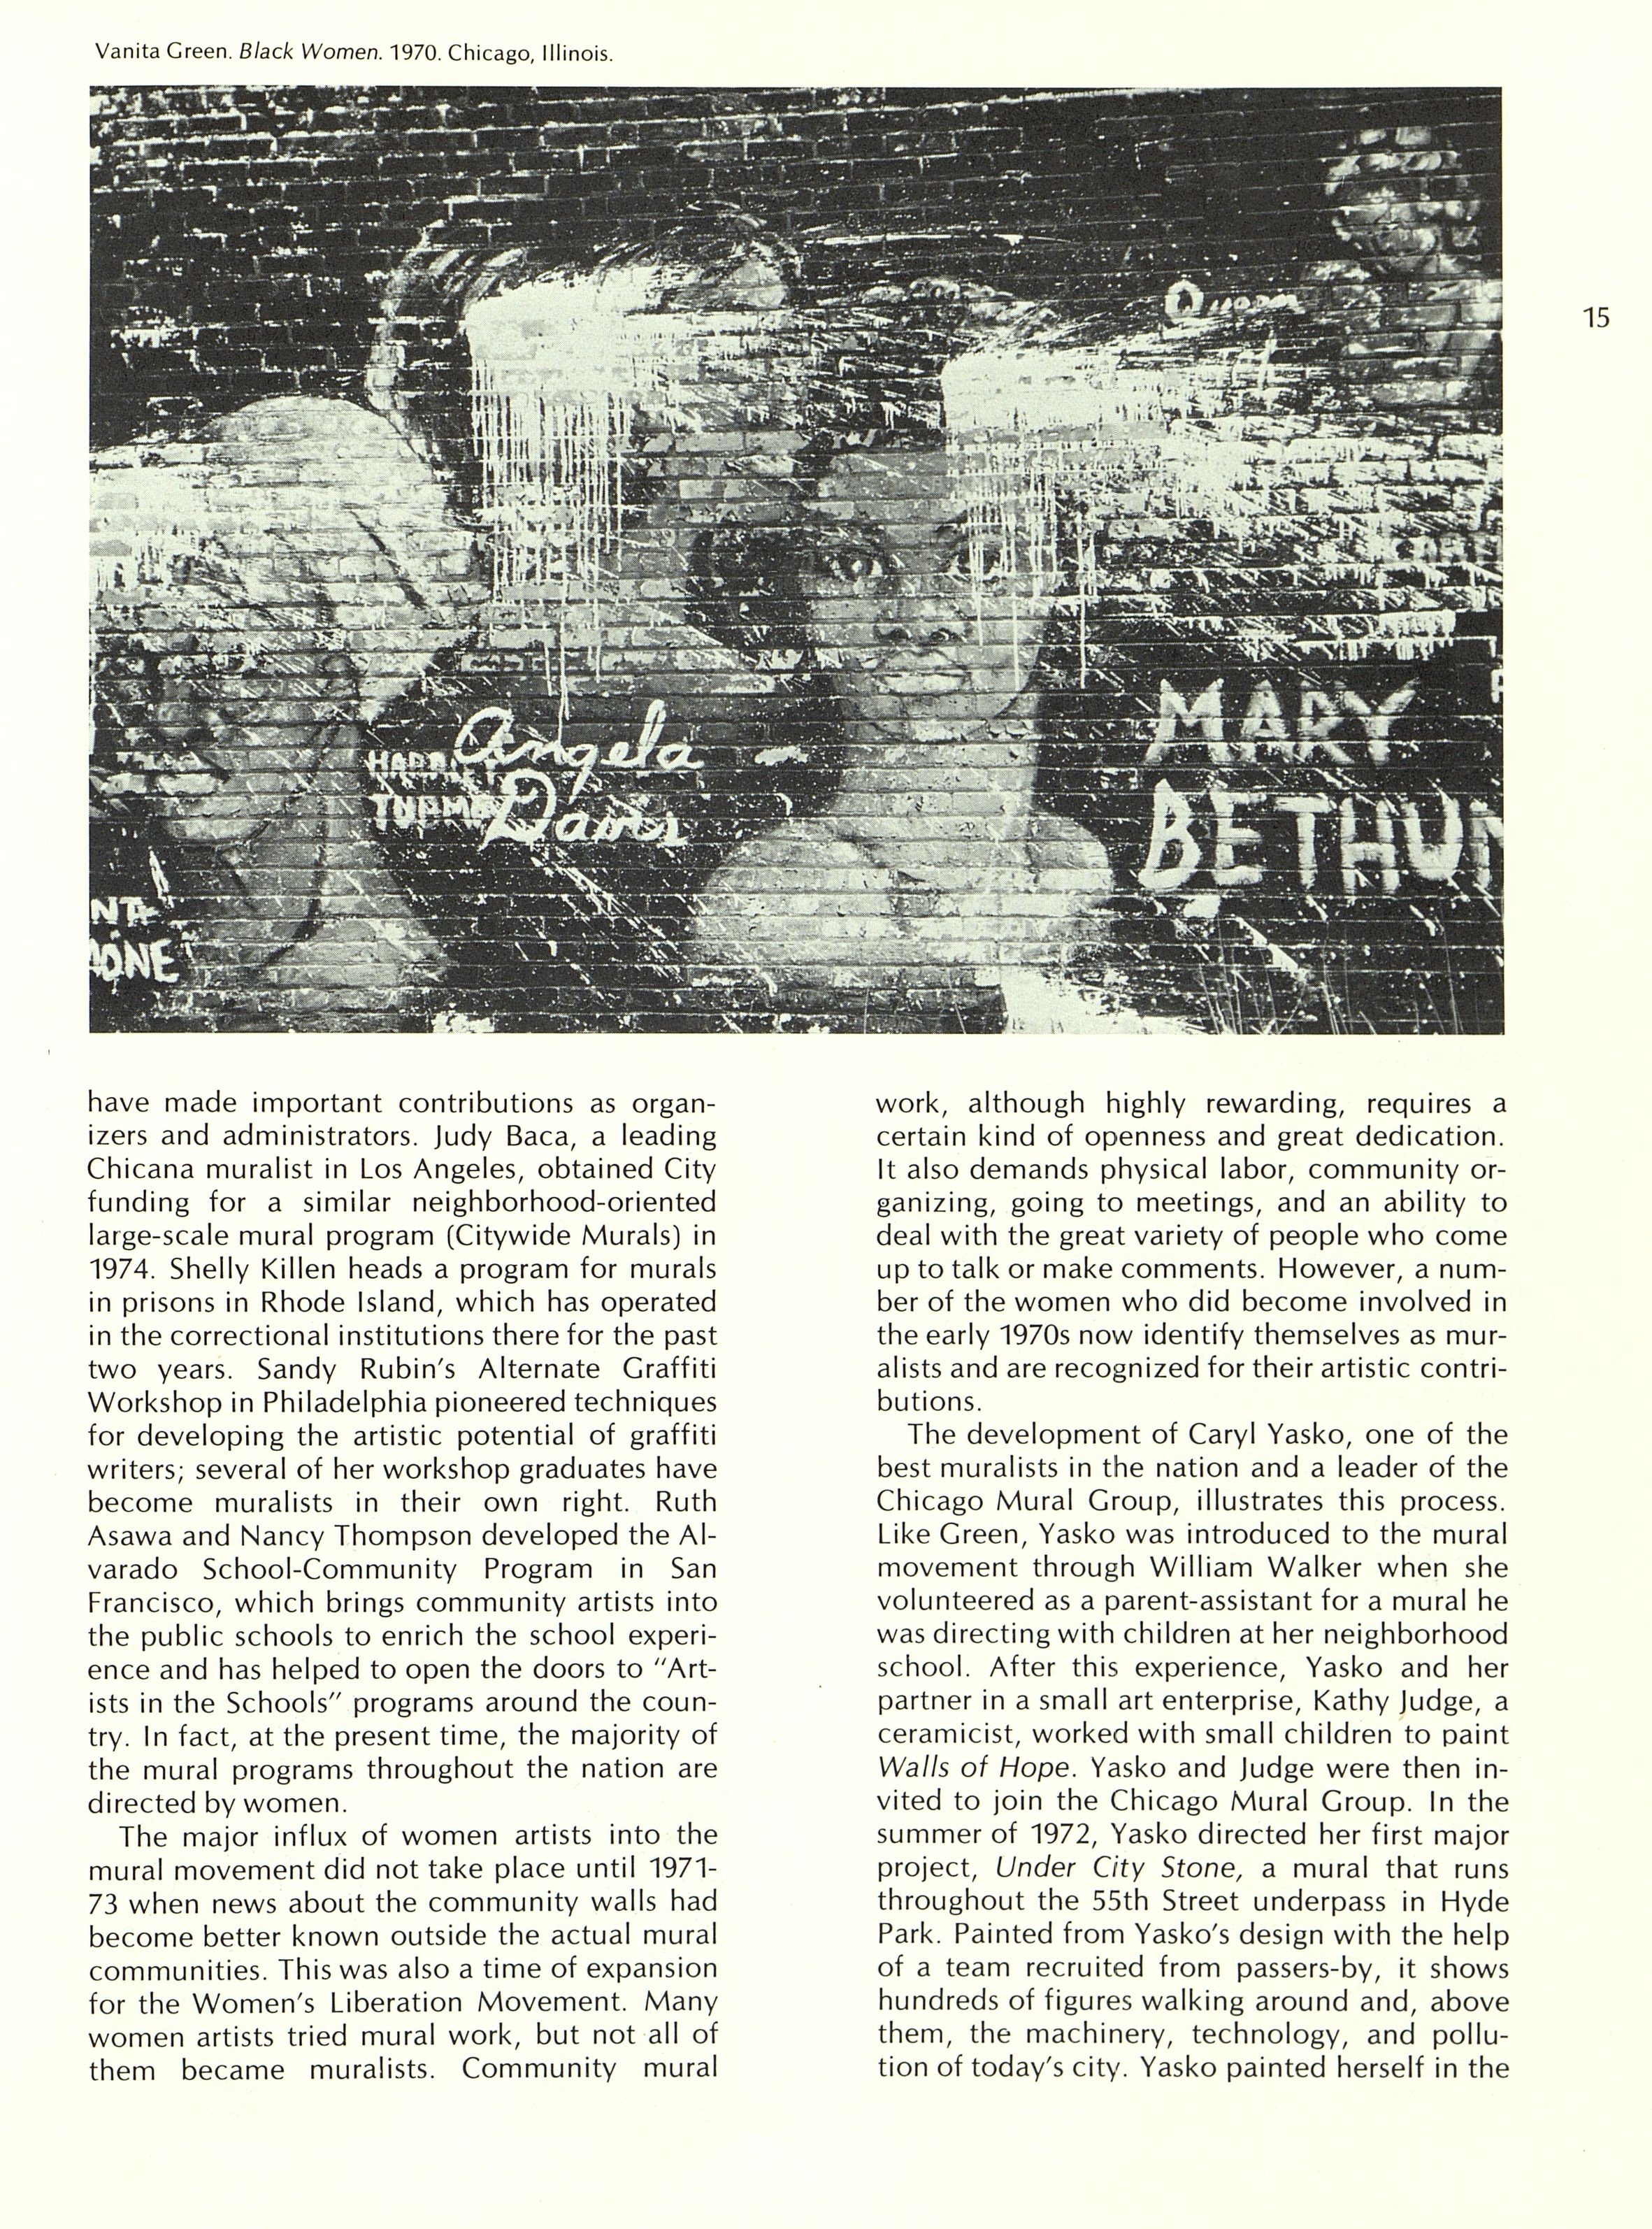 Vanita Green. Black Women. 1970. Chicago, Illinois.
15
Queen
Angela
Davis
MARY
BETHUN
have made important contributions as organ-
izers and administrators. Judy Baca, a leading
Chicana muralist in Los Angeles, obtained City
funding for a similar neighborhood-oriented
large-scale mural program (Citywide Murals) in
1974. Shelly Killen heads a program for murals
in prisons in Rhode Island, which has operated
in the correctional institutions there for the past
two years. Sandy Rubin's Alternate Graffiti
Workshop in Philadelphia pioneered techniques
for developing the artistic potential of graffiti
writers; several of her workshop graduates have
become muralists in their own right. Ruth
Asawa and Nancy Thompson developed the Al-
varado School-Community Program in San
Francisco, which brings community artists into
the public schools to enrich the school experi-
ence and has helped to open the doors to "Art-
ists in the Schools" programs around the coun-
try. In fact, at the present time, the majority of
the mural programs throughout the nation are
directed by women.
The major influx of women artists into the
mural movement did not take place until 1971-
73 when news about the community walls had
become better known outside the actual mural
communities. This was also a time of expansion
for the Women's Liberation Movement. Many
women artists tried mural work, but not all of
them became muralists. Community mural
work, although highly rewarding, requires a
certain kind of openness and great dedication.
It also demands physical labor, community or-
ganizing, going to meetings, and an ability to
deal with the great variety of people who come
up to talk or make comments. However, a num-
ber of the women who did become involved in
the early 1970s now identify themselves as mur-
alists and are recognized for their artistic contri-
butions.
The development of Caryl Yasko, one of the
best muralists in the nation and a leader of the
Chicago Mural Group, illustrates this process.
Like Green, Yasko was introduced to the mural
movement through William Walker when she
volunteered as a parent-assistant for a mural he
was directing with children at her neighborhood
school. After this experience, Yasko and her
partner in a small art enterprise, Kathy Judge, a
ceramicist, worked with small children to paint
Walls of Hope. Yasko and Judge were then in-
vited to join the Chicago Mural Group. In the
summer of 1972, Yasko directed her first major
project, Under City Stone, a mural that runs
throughout the 55th Street underpass in Hyde
Park. Painted from Yasko's design with the help
of a team recruited from passers-by, it shows
hundreds of figures walking around and, above
them, the machinery, technology, and pollu-
tion of today's city. Yasko painted herself in the